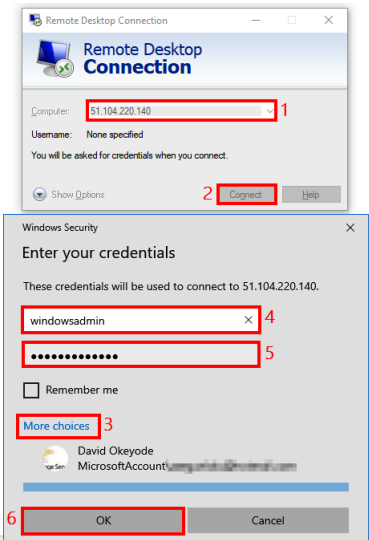 Remote Desktop Connection
Remote Desktop
Connection
Computer: 51.104.220.140 1
Username: None specified
You will be asked for credentials when you connect.
Show Options 2 Connect Help
Windows Security
Enter your credentials
These credentials will be used to connect to 51.104.220.140.
windowsadmin 4
●●●●●●●●●●●●● 5
Remember me
More choices 3
David Okeyode
MicrosoftAccount\
6 OK Cancel